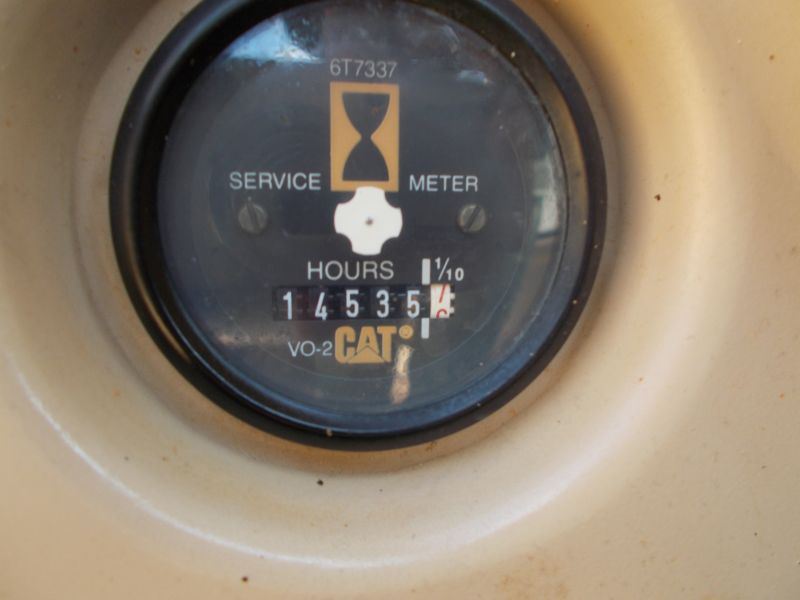 6T7337
SERVICE METER
HOURS 1/10
14535
VO-2 CAT®